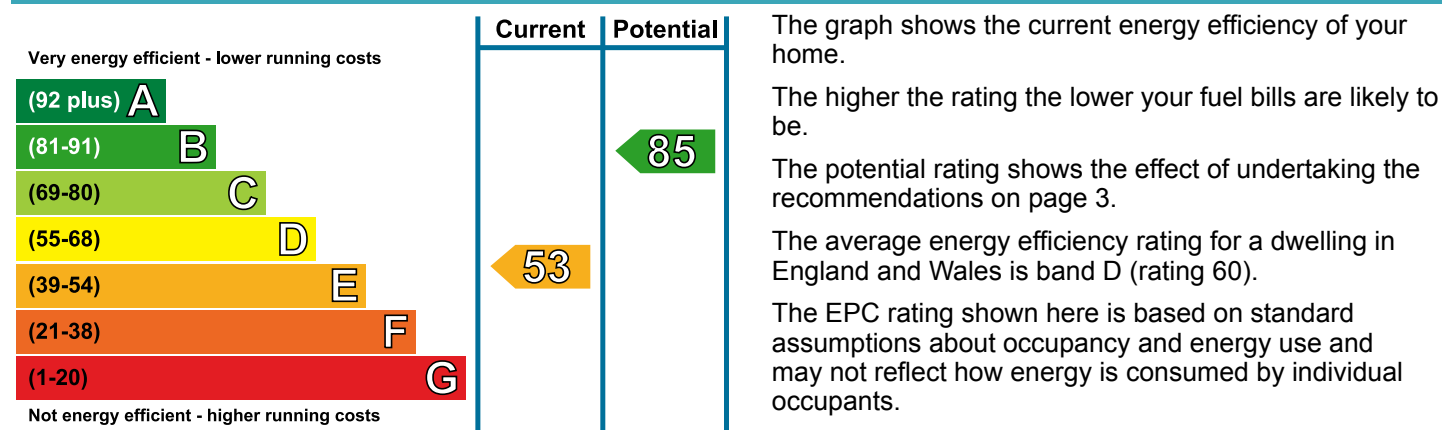 Current Potential
Very energy efficient - lower running costs
(92 plus) A
(81-91) B
85
(69-80) C
(55-68) D
53
(39-54) E
(21-38) F
(1-20) G
Not energy efficient - higher running costs
The graph shows the current energy efficiency of your
home.
The higher the rating the lower your fuel bills are likely to
be.
The potential rating shows the effect of undertaking the
recommendations on page 3.
The average energy efficiency rating for a dwelling in
England and Wales is band D (rating 60).
The EPC rating shown here is based on standard
assumptions about occupancy and energy use and
may not reflect how energy is consumed by individual
occupants.